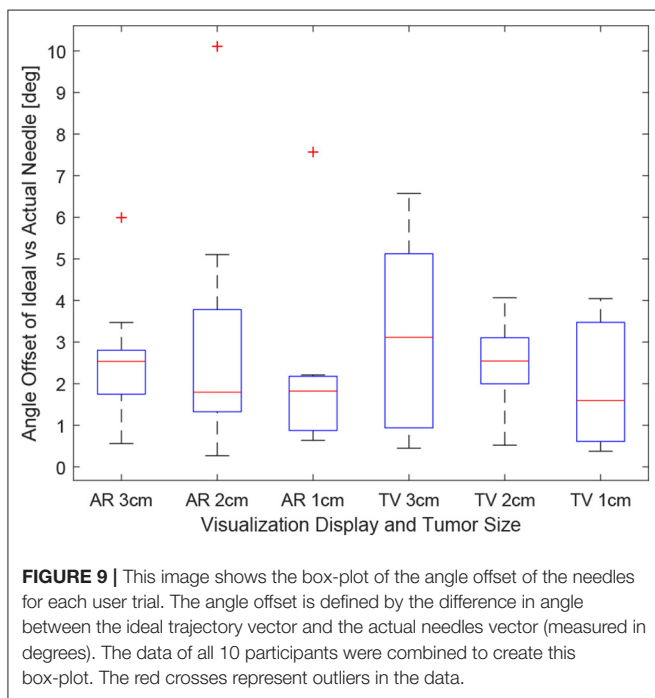 10
9
8
7
6
5
4
3
2
1
0
Angle Offset of Ideal vs Actual Needle [deg]
AR 3cm AR 2cm AR 1cm TV 3cm TV 2cm TV 1cm
Visualization Display and Tumor Size
FIGURE 9 | This image shows the box-plot of the angle offset of the needles
for each user trial. The angle offset is defined by the difference in angle
between the ideal trajectory vector and the actual needles vector (measured in
degrees). The data of all 10 participants were combined to create this
box-plot. The red crosses represent outliers in the data.